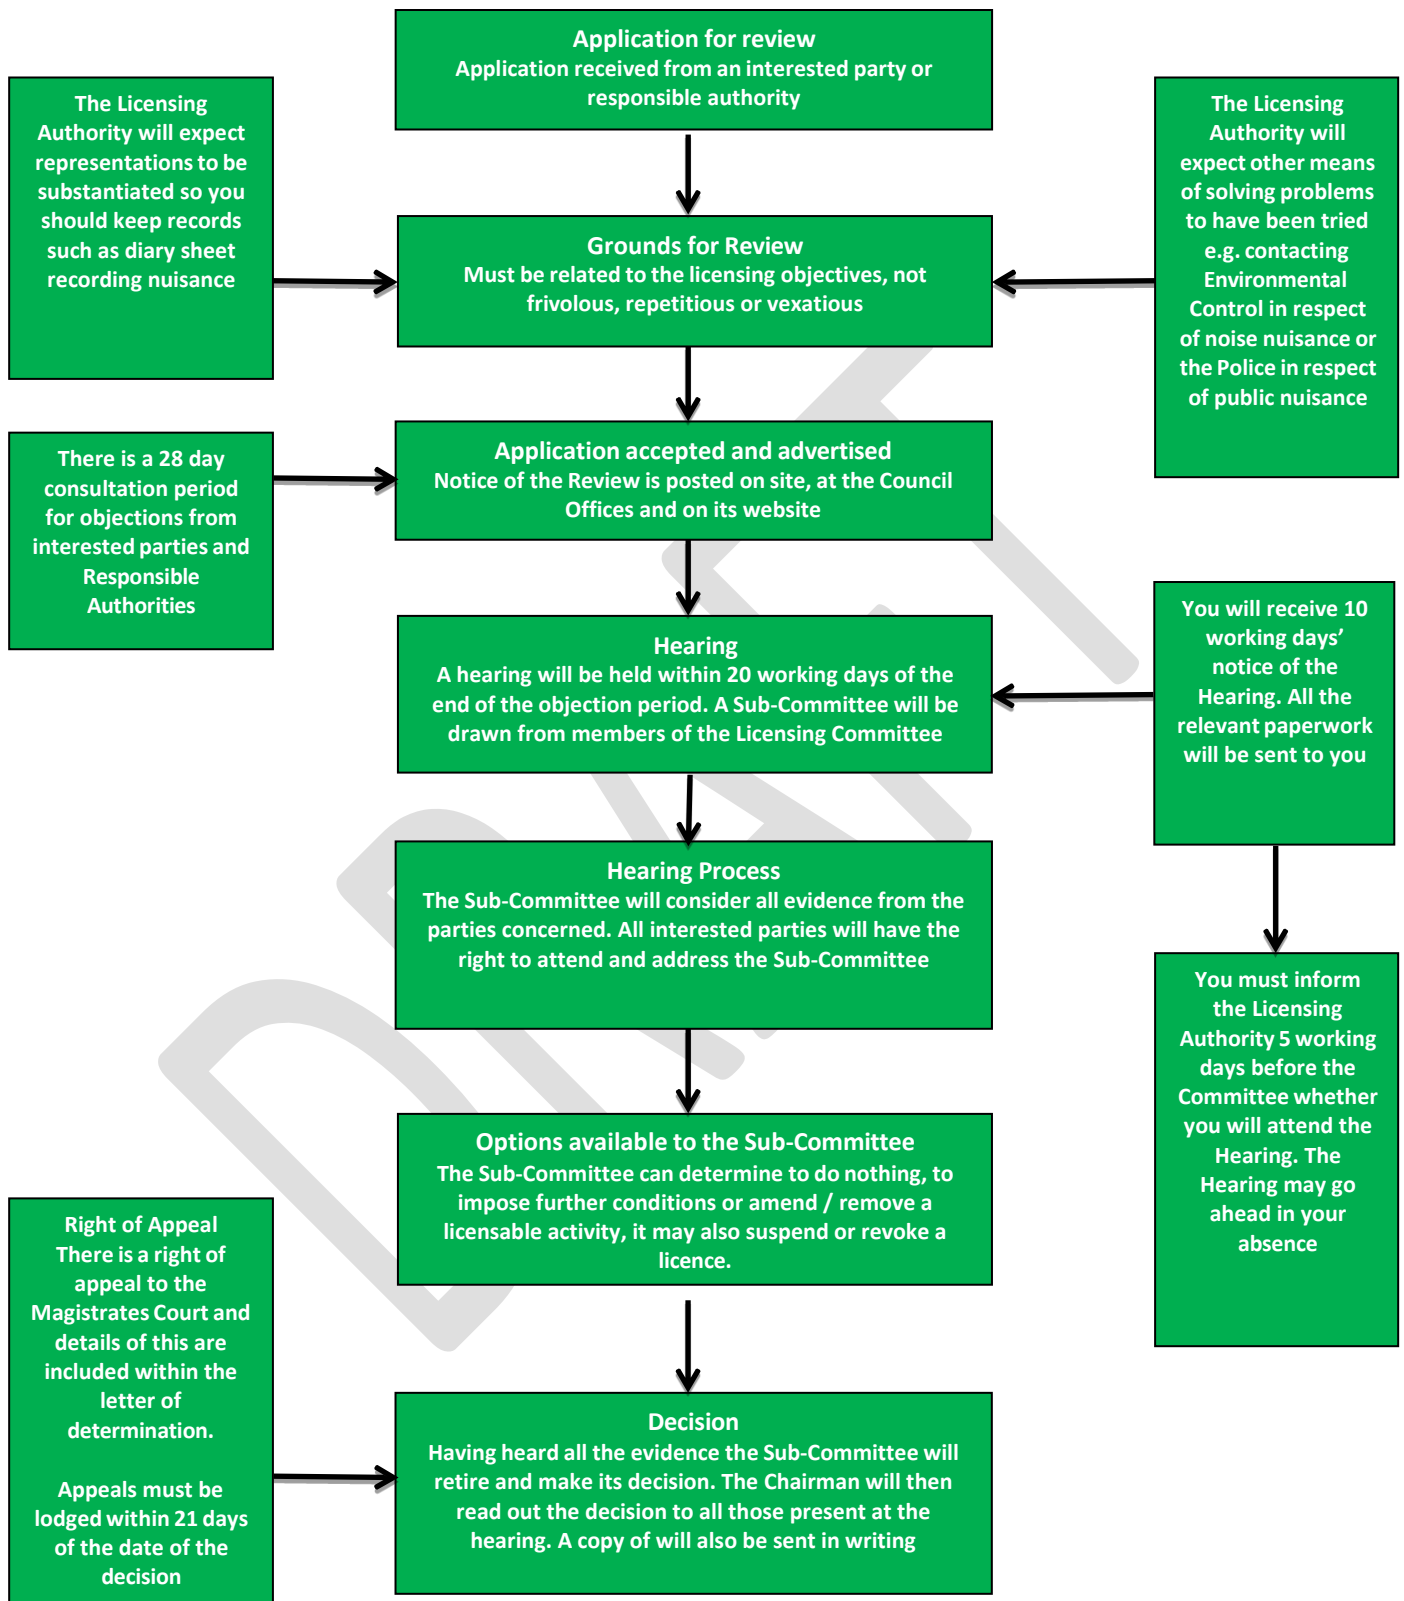 Application for review
Application received from an interested party or
responsible authority
The Licensing
Authority will expect
representations to be
substantiated so you
should keep records
such as diary sheet
recording nuisance
The Licensing
Authority will
expect other means
of solving problems
to have been tried
e.g. contacting
Environmental
Control in respect
of noise nuisance or
the Police in respect
of public nuisance
Grounds for Review
Must be related to the licensing objectives, not
frivolous, repetitious or vexatious
There is a 28 day
consultation period
for objections from
interested parties and
Responsible
Authorities
Application accepted and advertised
Notice of the Review is posted on site, at the Council
Offices and on its website
Hearing
A hearing will be held within 20 working days of the
end of the objection period. A Sub-Committee will be
drawn from members of the Licensing Committee
You will receive 10
working days’
notice of the
Hearing. All the
relevant paperwork
will be sent to you
Hearing Process
The Sub-Committee will consider all evidence from the
parties concerned. All interested parties will have the
right to attend and address the Sub-Committee
You must inform
the Licensing
Authority 5 working
days before the
Committee whether
you will attend the
Hearing. The
Hearing may go
ahead in your
absence
Options available to the Sub-Committee
The Sub-Committee can determine to do nothing, to
impose further conditions or amend / remove a
licensable activity, it may also suspend or revoke a
licence.
Right of Appeal
There is a right of
appeal to the
Magistrates Court and
details of this are
included within the
letter of
determination.
Appeals must be
lodged within 21 days
of the date of the
decision
Decision
Having heard all the evidence the Sub-Committee will
retire and make its decision. The Chairman will then
read out the decision to all those present at the
hearing. A copy of will also be sent in writing
DRAFT